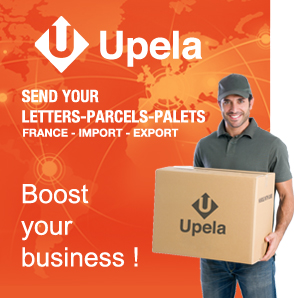 Upela
SEND YOUR
LETTERS-PARCELS-PALETS
FRANCE - IMPORT - EXPORT
Boost
your
business !
Upela